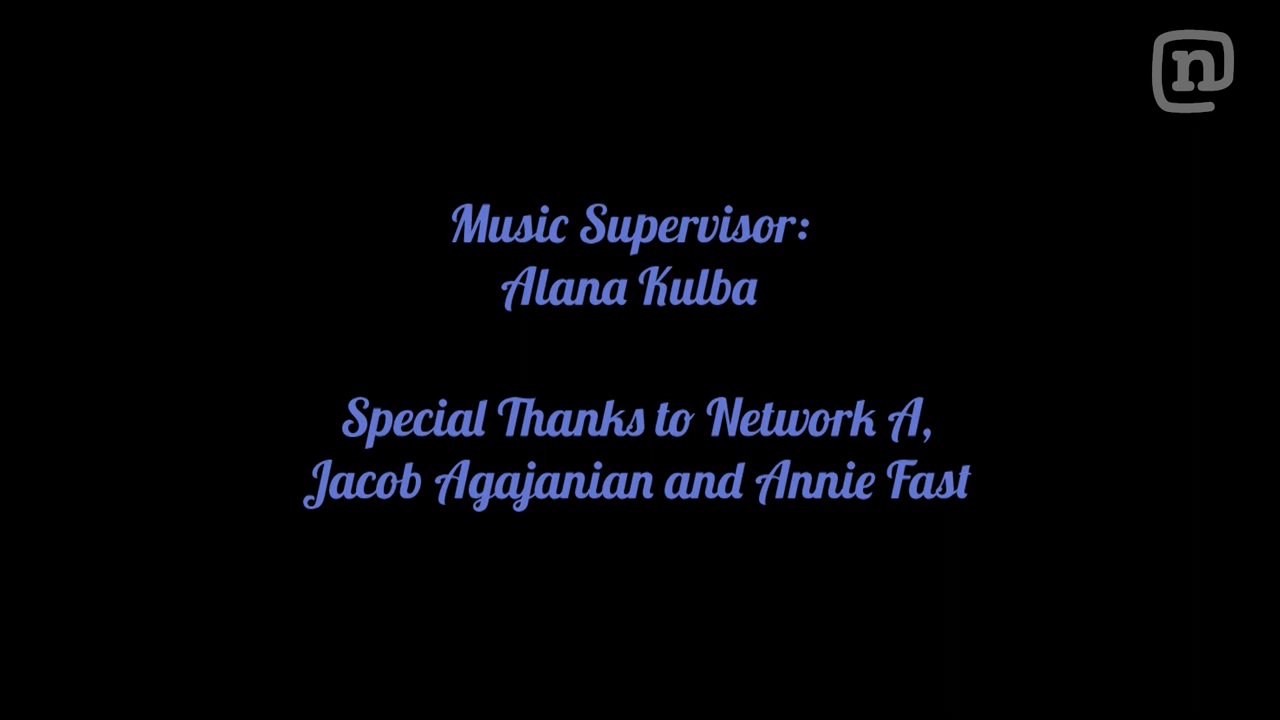 n
Music Supervisor:
Alana Kulba
Special Thanks to Network A,
Jacob Agajanian and Annie Fast